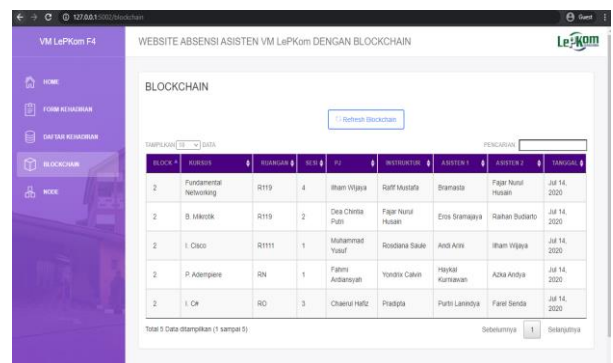 127.0.0.1:5002/blockchain
Guest
VM LePKom F4
WEBSITE ABSENSI ASISTEN VM LePKom DENGAN BLOCKCHAIN
LePKom
HOME
FORM KEHADIRAN
DAFTAR KEHADIRAN
BLOCKCHAIN
NODE
BLOCKCHAIN
Refresh Blockchain
TAMPILKAN 10 DATA
PENCARIAN
BLOCK KURSUS RUANGAN SESI PJ INSTRUKTUR ASISTEN 1 ASISTEN 2 TANGGAL
2 Fundamental Networking R119 4 Ilham Wijaya Rafif Mustafa Bramasta Fajar Nurul Husain Jul 14, 2020
2 B. Mikrotik R119 2 Dea Chintia Putri Fajar Nurul Husain Eros Sramajaya Raihan Budiarto Jul 14, 2020
2 I. Cisco R1111 1 Muhammad Yusuf Rosdiana Saule Andi Arini Ilham Wijaya Jul 14, 2020
2 P. Adempiere RN 1 Fahmi Ardiansyah Yondrix Calvin Haykal Kurniawan Azka Andya Jul 14, 2020
2 I. C# RD 3 Chaerul Hafiz Pradipta Putri Larindya Farel Senda Jul 14, 2020
Total 5 Data ditampilkan (1 sampai 5)
Sebelumnya 1 Selanjutnya